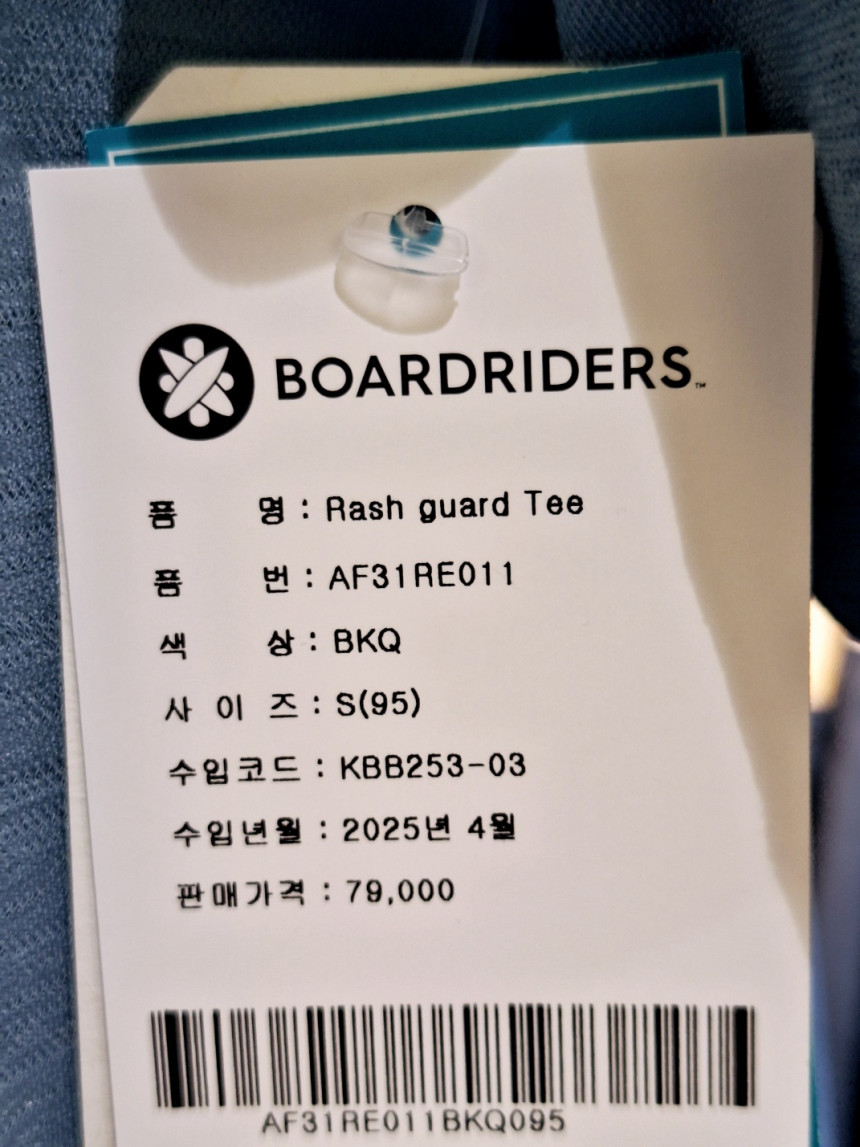 BOARDRIDERS™
품 명 : Rash guard Tee
품 번 : AF31RE011
색 상 : BKQ
사 이 즈 : S(95)
수입코드 : KBB253-03
수입년월 : 2025년 4월
판매가격 : 79,000
AF31RE011BKQ095